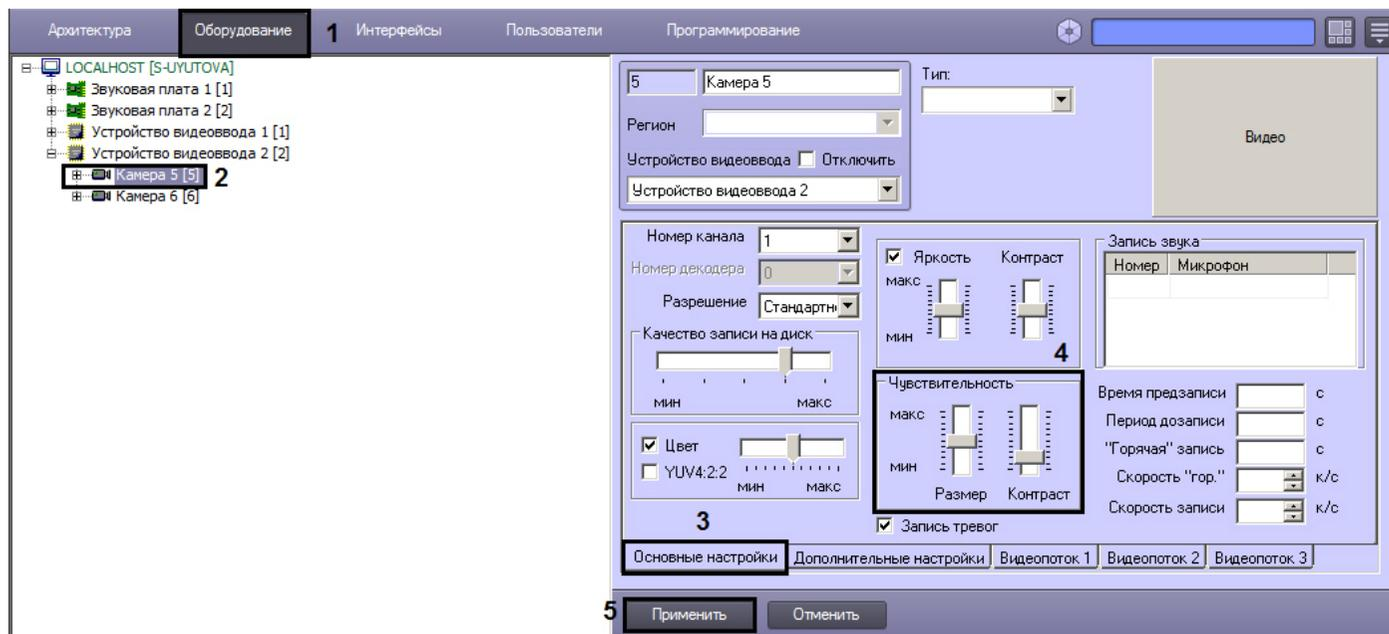 Архитектура Оборудование 1 Интерфейсы Пользователи Программирование
LOCALHOST [S-UYUTOVA]
Звуковая плата 1 [1]
Звуковая плата 2 [2]
Устройство видеоввода 1 [1]
Устройство видеоввода 2 [2]
Камера 5 [5] 2
Камера 6 [6]
5 Камера 5
Регион
Устройство видеоввода Отключить
Устройство видеоввода 2
Тип:
Видео
Номер канала 1
Номер декодера 0
Разрешение Стандартн
Качество записи на диск
мин макс
Цвет
YUV4:2:2
мин макс
3
Яркость Контраст
макс
мин
4
Чувствительность
макс
мин
Размер Контраст
Запись тревог
Запись звука
Номер Микрофон
Время предзаписи с
Период дозаписи с
"Горячая" запись с
Скорость "гор." к/с
Скорость записи к/с
Основные настройки Дополнительные настройки Видеопоток 1 Видеопоток 2 Видеопоток 3
5 Применить Отменить